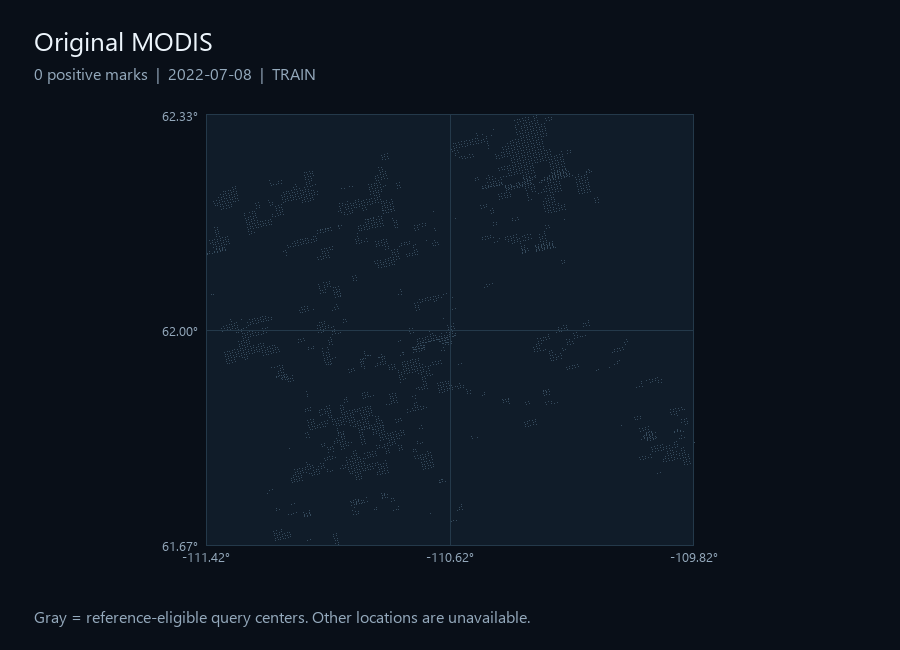 Original MODIS
0 positive marks | 2022-07-08 | TRAIN
62.33°
62.00°
61.67°
-111.42°
-110.62°
-109.82°
Gray = reference-eligible query centers. Other locations are unavailable.